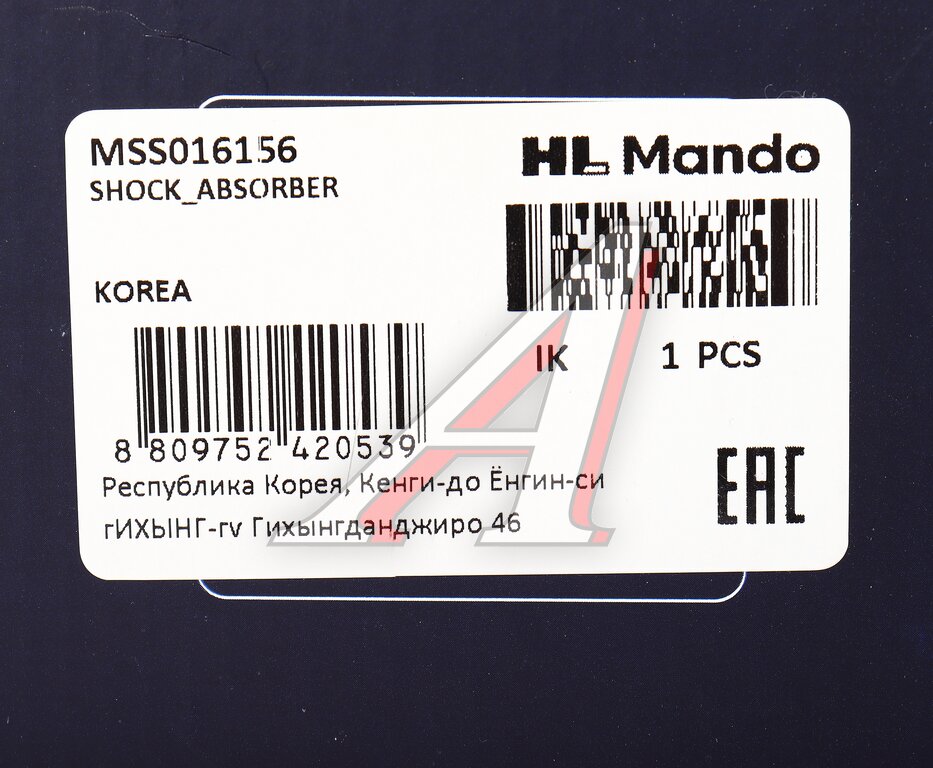 MSS016156
SHOCK_ABSORBER
HL Mando
KOREA
IK 1 PCS
8 809752 420539
Республика Корея, Кенги-до Ёнгин-си
гИХЫНГ-гv Гихынгданджиро 46
EAC